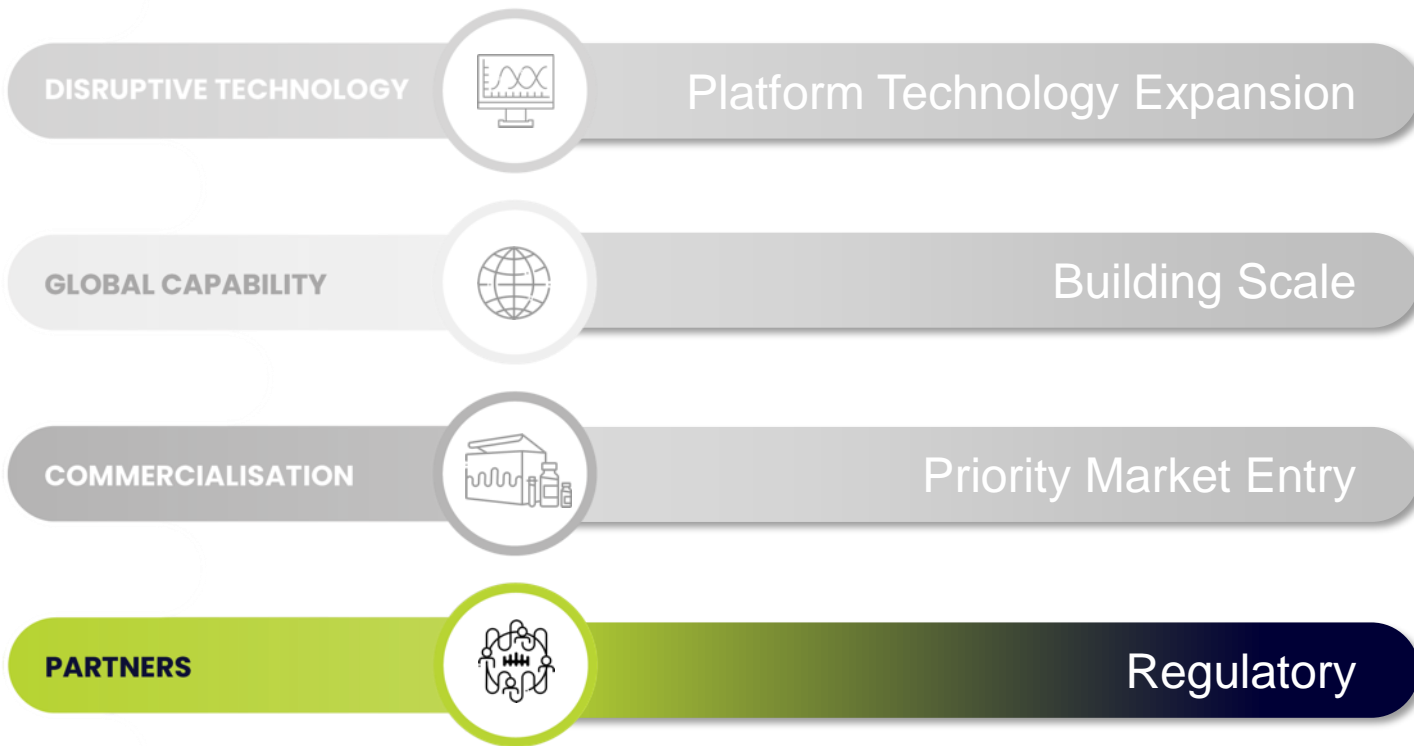 DISRUPTIVE TECHNOLOGY
Platform Technology Expansion
GLOBAL CAPABILITY
Building Scale
COMMERCIALISATION
Priority Market Entry
PARTNERS
Regulatory